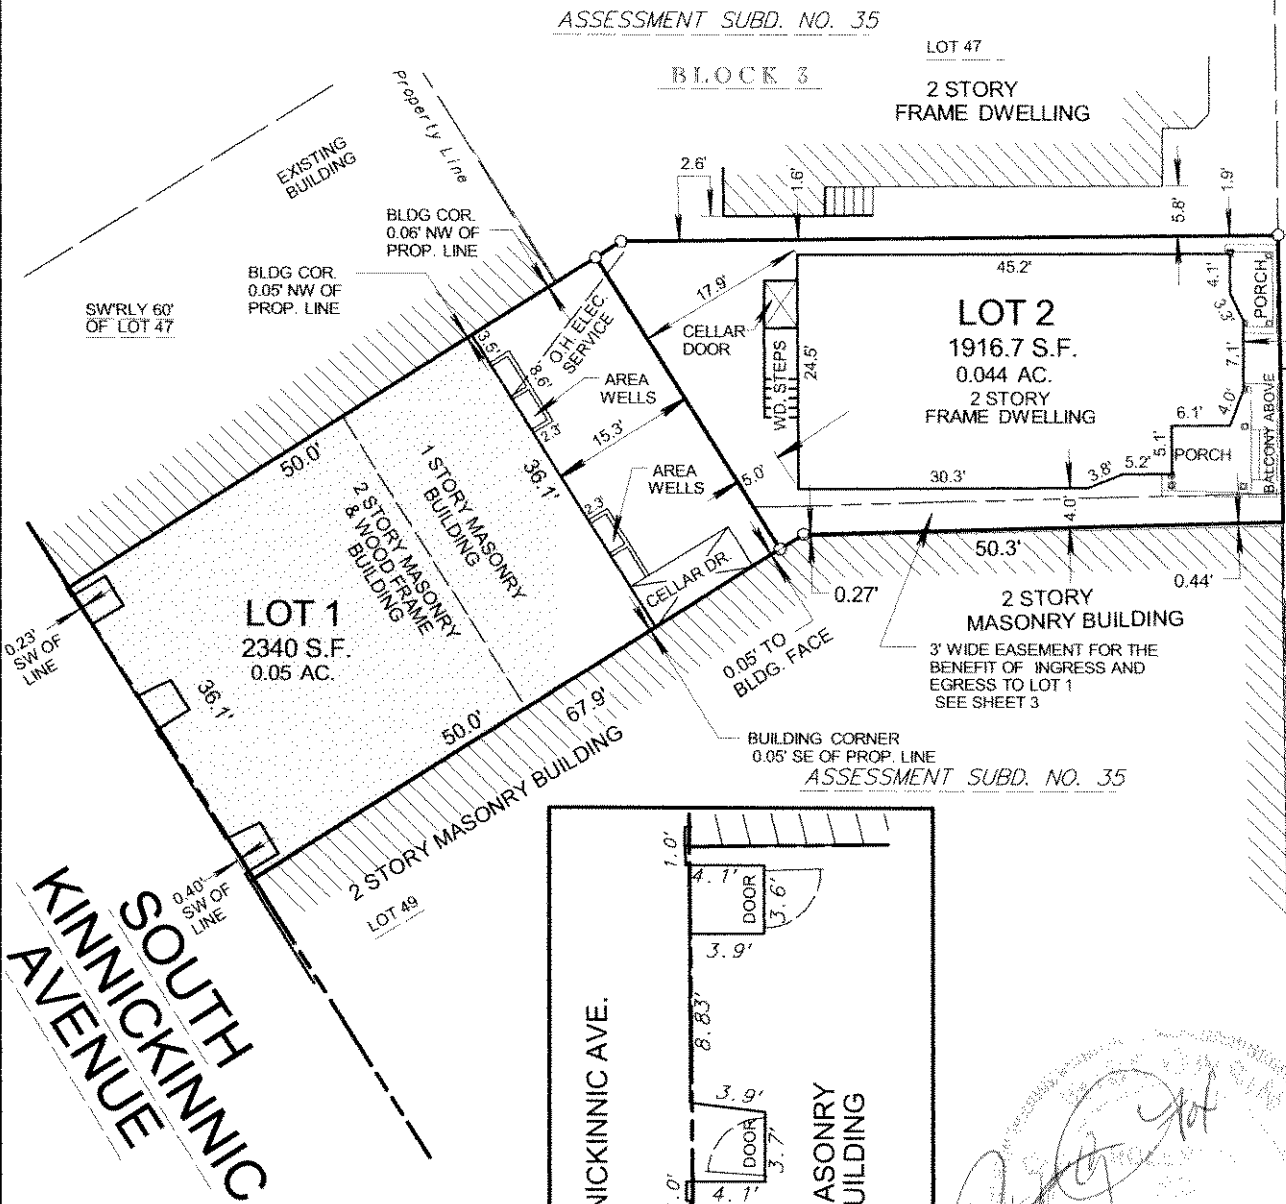 ASSESSMENT SUBD. NO. 35
LOT 47
BLOCK 3
2 STORY
FRAME DWELLING
Property Line
EXISTING
BUILDING
2.6'
1.6'
5.8'
1.9'
BLDG COR.
0.06' NW OF
PROP. LINE
BLDG COR.
0.05' NW OF
PROP. LINE
SW'RLY 60'
OF LOT 47
45.2'
4.1'
3.3'
PORCH
17.9'
CELLAR
DOOR
WD. STEPS
24.5'
LOT 2
1916.7 S.F.
0.044 AC.
2 STORY
FRAME DWELLING
7.1'
4.0'
6.1'
5.1'
PORCH
BALCONY ABOVE
O.H. ELEC.
SERVICE
3.5'
8.6'
AREA
WELLS
2.3'
15.3'
36.1'
AREA
WELLS
2.3'
5.0'
30.3'
3.8'
5.2'
4.0'
50.0'
1 STORY MASONRY
BUILDING
2 STORY MASONRY
& WOOD FRAME
BUILDING
CELLAR DR.
50.3'
0.27'
0.44'
LOT 1
2340 S.F.
0.05 AC.
0.23'
SW OF
LINE
36.1'
2 STORY
MASONRY BUILDING
3' WIDE EASEMENT FOR THE
BENEFIT OF INGRESS AND
EGRESS TO LOT 1
SEE SHEET 3
0.05' TO
BLDG. FACE
67.9'
50.0'
BUILDING CORNER
0.05' SE OF PROP. LINE
ASSESSMENT SUBD. NO. 35
2 STORY MASONRY BUILDING
LOT 49
0.40'
SW OF
LINE
SOUTH
KINNICKINNIC
AVENUE
1.0'
4.1'
DOOR
3.6'
3.9'
8.83'
NICKINNIC AVE.
3.9'
DOOR
3.7'
4.1'
.0'
ASONRY
UILDING